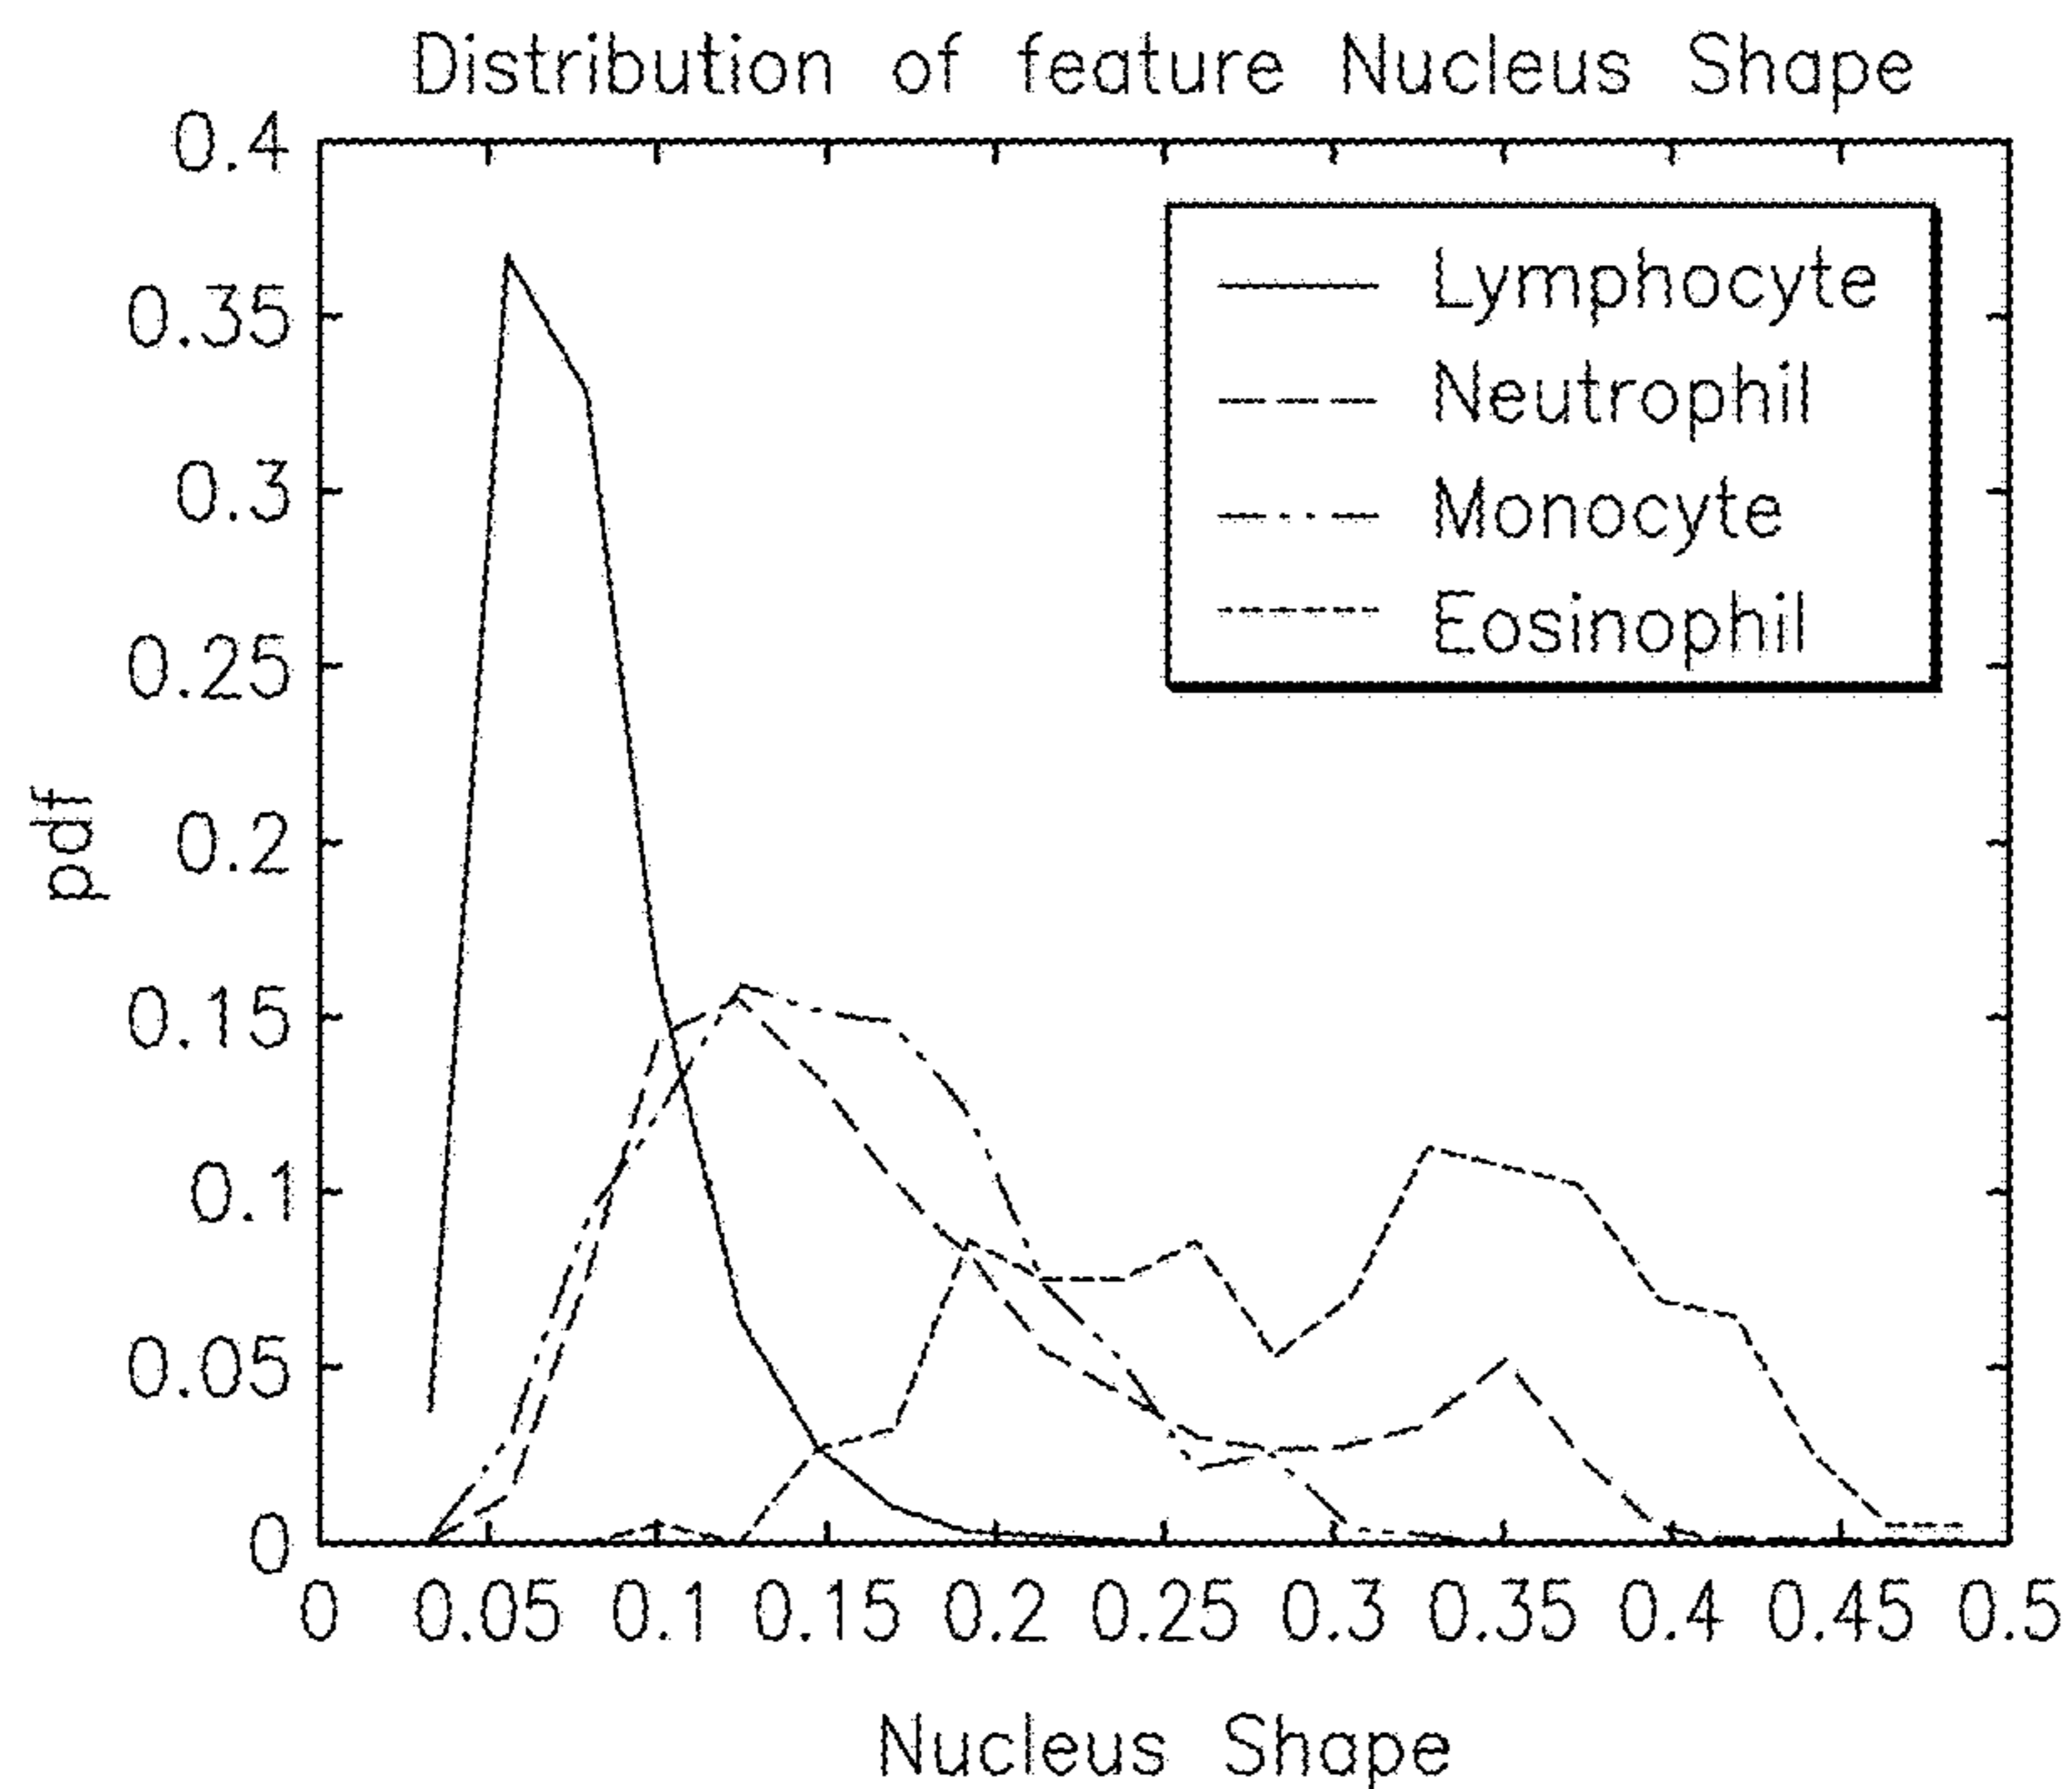 Distribution of feature Nucleus Shape
0.4
0.35
0.3
0.25
0.2
0.15
0.1
0.05
0
pdf
Lymphocyte
Neutrophil
Monocyte
Eosinophil
0 0.05 0.1 0.15 0.2 0.25 0.3 0.35 0.4 0.45 0.5
Nucleus Shape